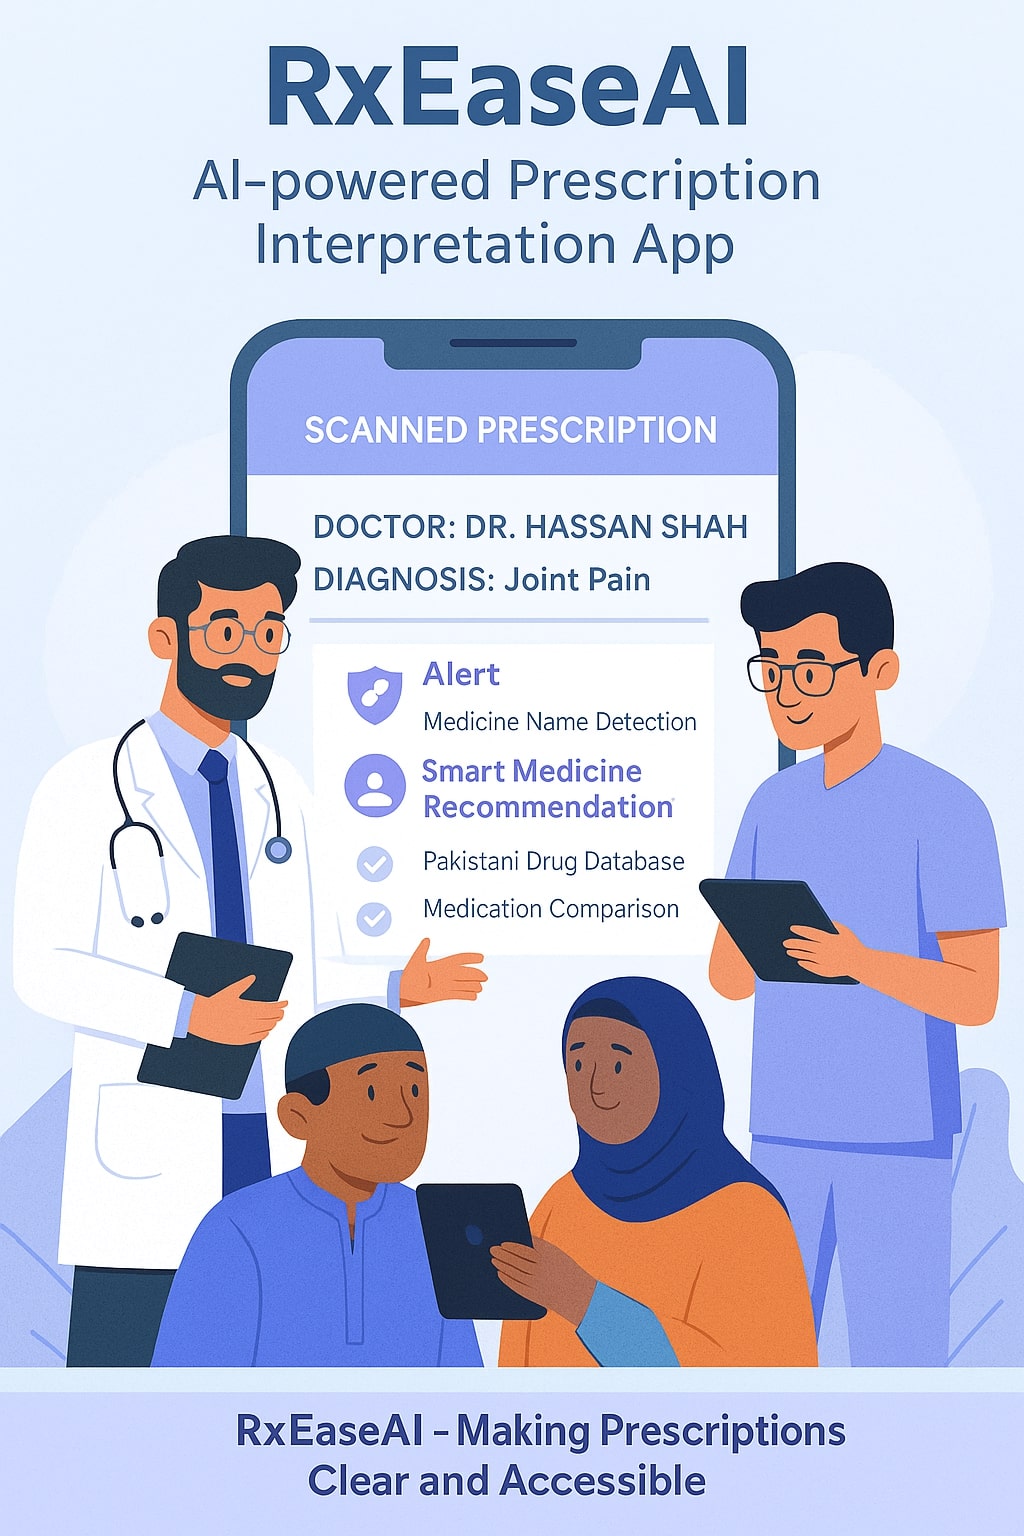 RxEaseAI
AI-powered Prescription
Interpretation App
SCANNED PRESCRIPTION
DOCTOR: DR. HASSAN SHAH
DIAGNOSIS: Joint Pain
Alert
Medicine Name Detection
Smart Medicine
Recommendation
Pakistani Drug Database
Medication Comparison
RxEaseAI - Making Prescriptions
Clear and Accessible